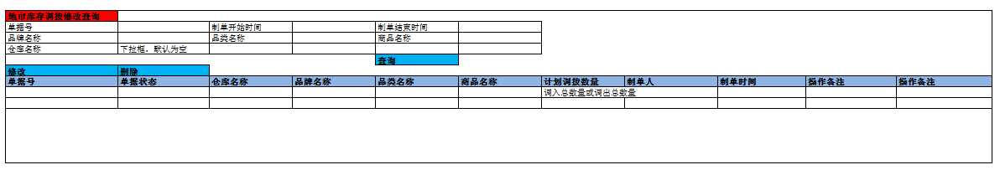 地市库存调拨修改查询
单据号 制单开始时间 制单结束时间
品牌名称 品类名称 商品名称
仓库名称 下拉框，默认为空
查询
修改 删除
单据号 单据状态 仓库名称 品牌名称 品类名称 商品名称 计划调拨数量 制单人 制单时间 操作备注 操作备注
调入总数量或调出总数量